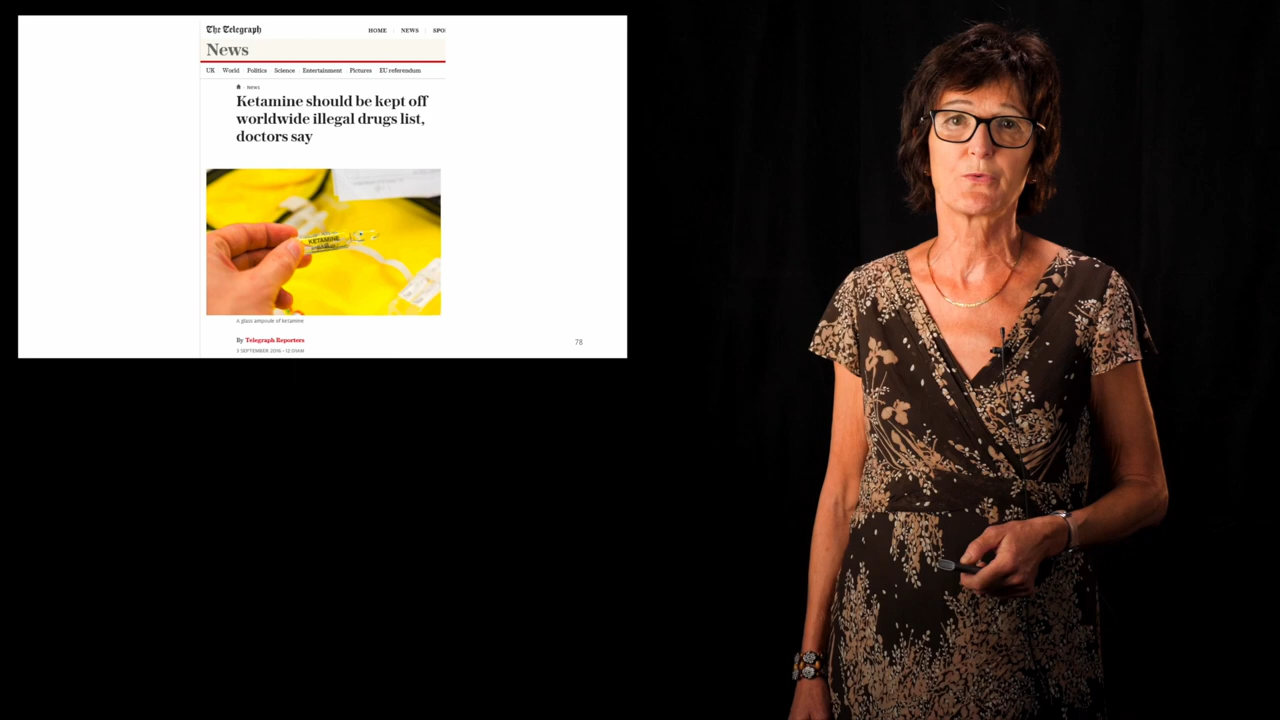 The Telegraph
HOME NEWS SPO
News
UK World Politics Science Entertainment Pictures EU referendum
News
Ketamine should be kept off
worldwide illegal drugs list,
doctors say
KETAMINE
A glass ampoule of ketamine
By Telegraph Reporters
3 SEPTEMBER 2016 • 12:01AM
78